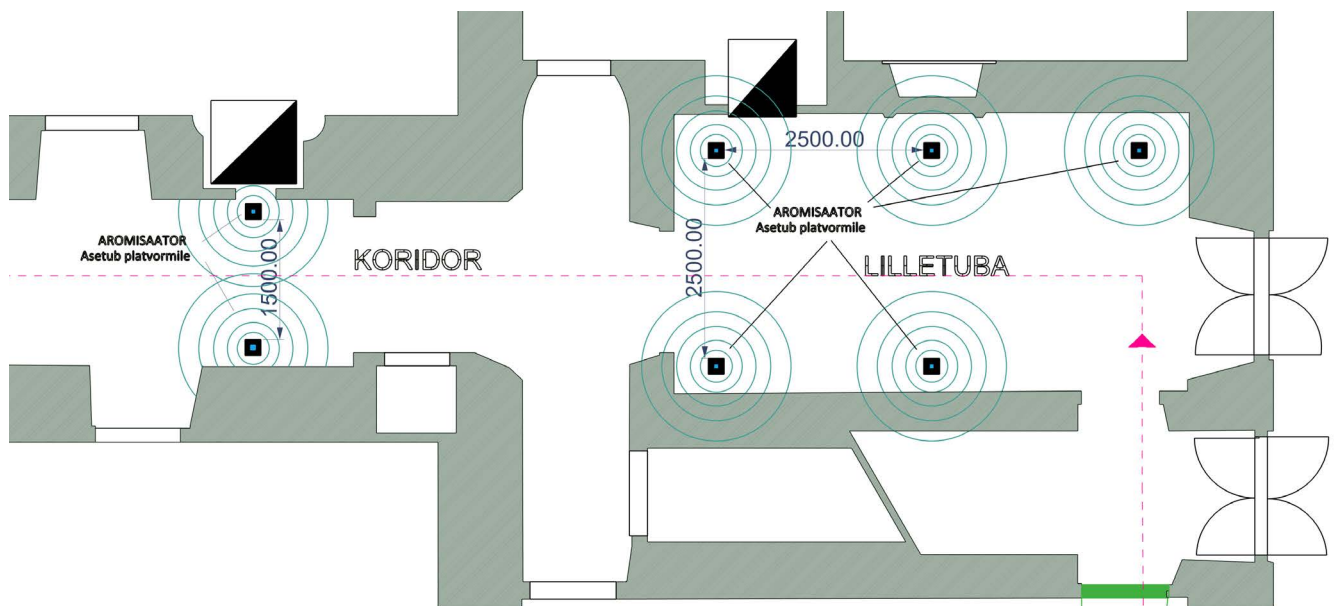 2500.00
AROMISAATOR
Asetub platvormile
AROMISAATOR
Asetub platvormile
KORIDOR
1500.00
2500.00
LILLETUBA